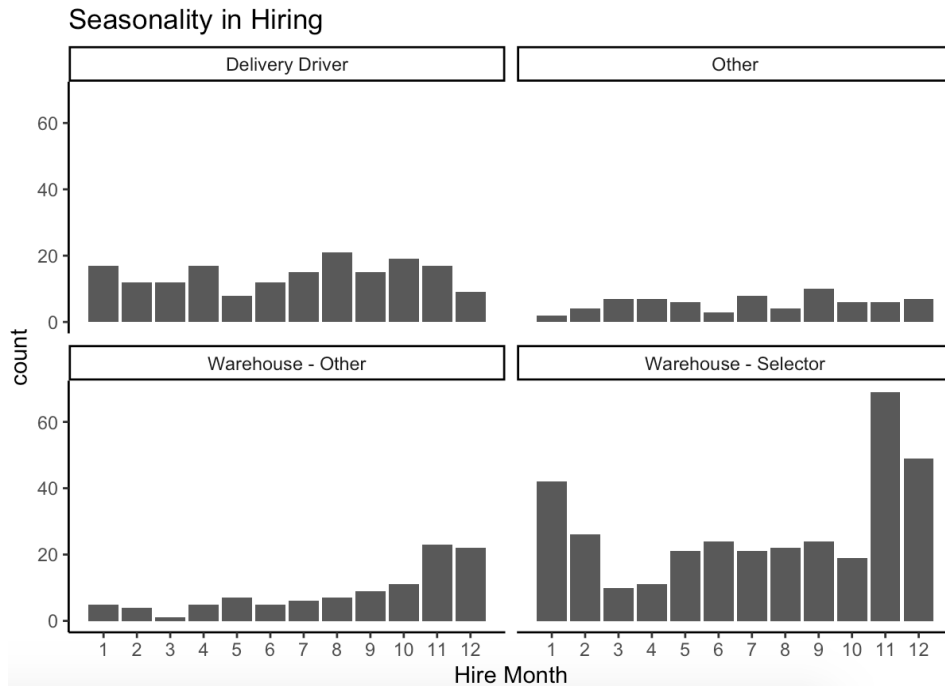 Seasonality in Hiring
Delivery Driver
Other
60
40
20
0
Warehouse - Other
Warehouse - Selector
60
40
20
0
1 2 3 4 5 6 7 8 9 10 11 12
1 2 3 4 5 6 7 8 9 10 11 12
count
Hire Month